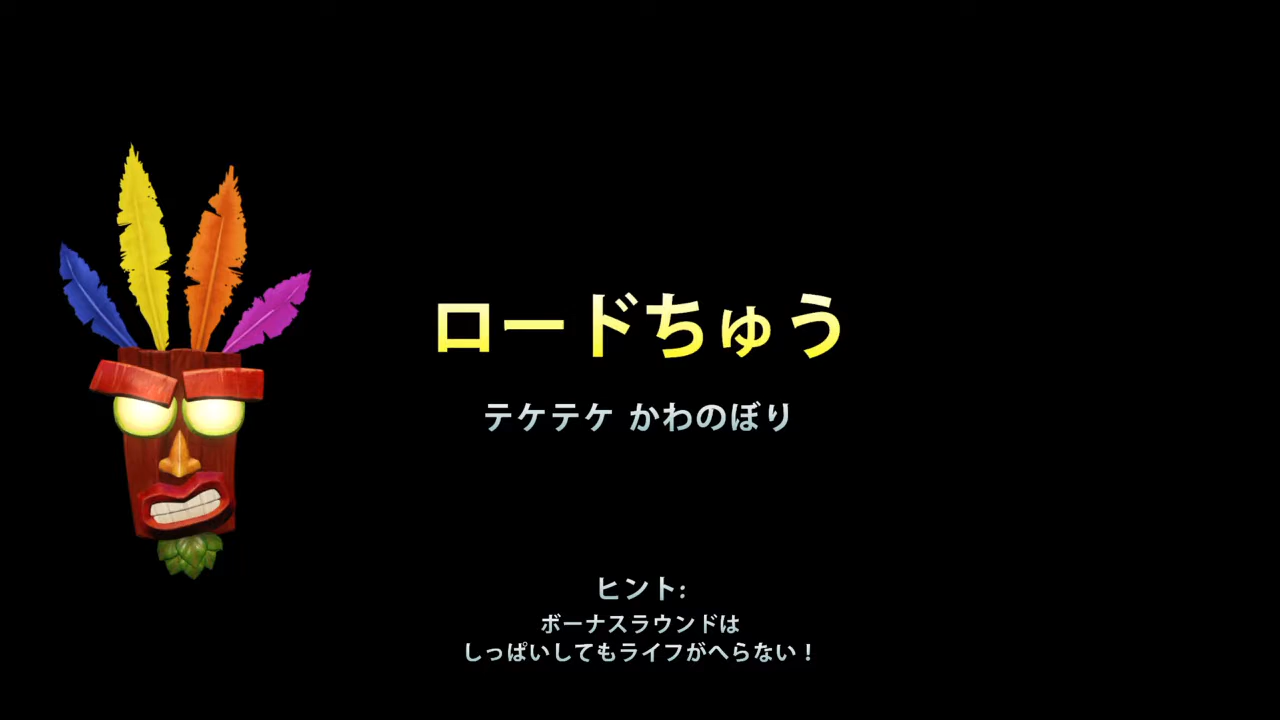 ロードちゅう
テケテケ かわのぼり
ヒント:
ボーナスラウンドは
しっぱいしてもライフがへらない！